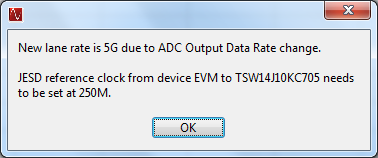 New lane rate is 5G due to ADC Output Data Rate change.
JESD reference clock from device EVM to TSW14J10KC705 needs
to be set at 250M.
OK